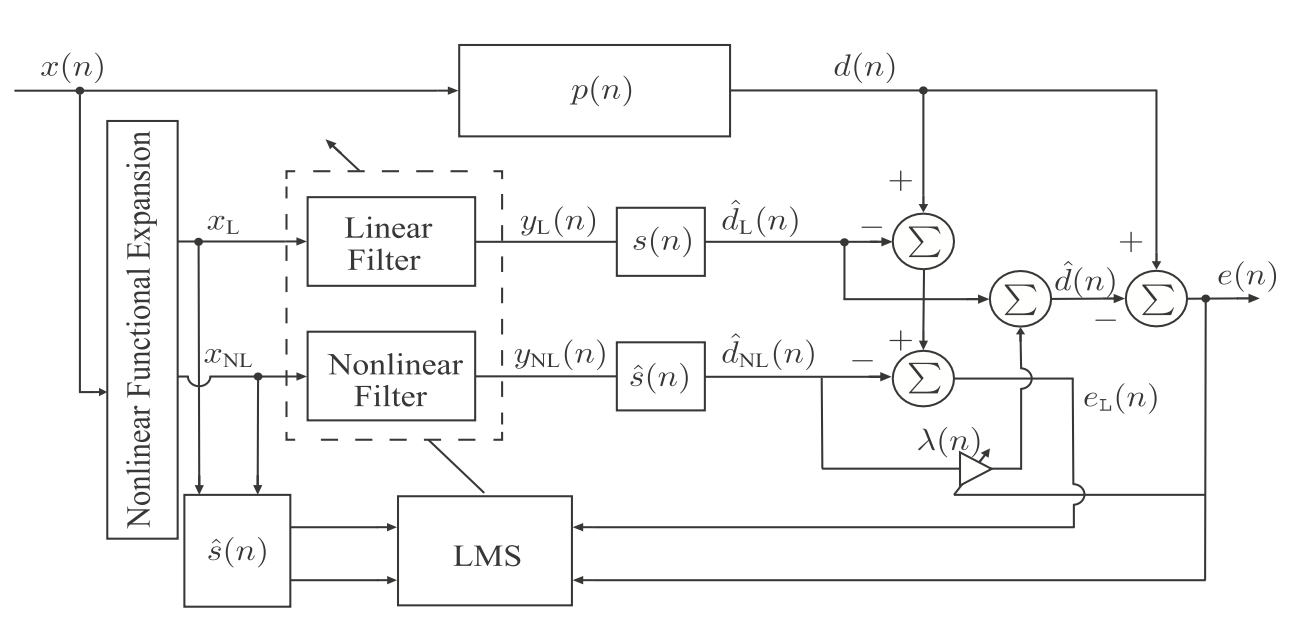 x(n)
p(n)
d(n)
Nonlinear Functional Expansion
+
x_L
Linear
Filter
y_L(n)
s(n)
d̂_L(n)
−
Σ
+
Σ
d̂(n)
−
Σ
e(n)
x_NL
Nonlinear
Filter
y_NL(n)
ŝ(n)
d̂_NL(n)
−
+
Σ
e_L(n)
λ(n)
ŝ(n)
LMS